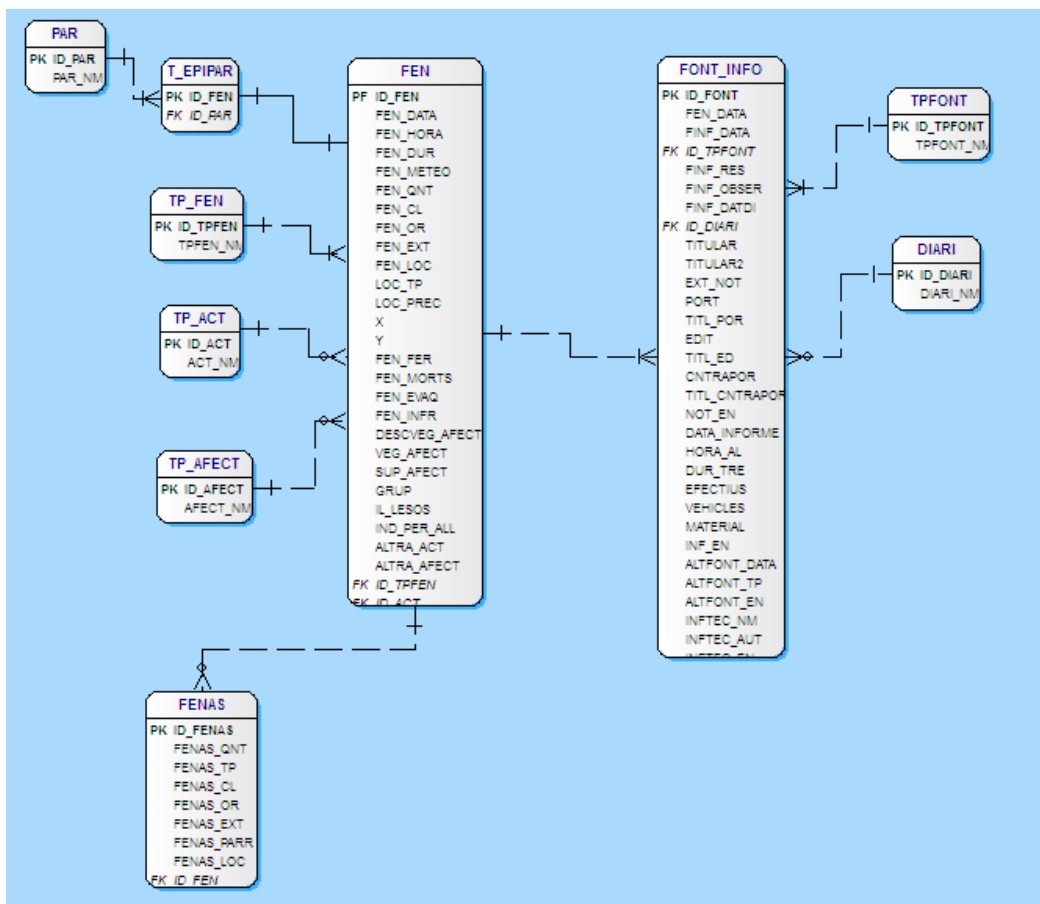 PAR
PK ID_PAR
PAR_NM
T_EPIPAR
PK ID_FEN
FK ID_PAR
TP_FEN
PK ID_TPFEN
TPFEN_NM
TP_ACT
PK ID_ACT
ACT_NM
TP_AFECT
PK ID_AFECT
AFECT_NM
FEN
PF ID_FEN
FEN_DATA
FEN_HORA
FEN_DUR
FEN_METEO
FEN_QNT
FEN_CL
FEN_OR
FEN_EXT
FEN_LOC
LOC_TP
LOC_PREC
X
Y
FEN_FER
FEN_MORTS
FEN_EVAQ
FEN_INFR
DESCVEG_AFECT
VEG_AFECT
SUP_AFECT
GRUP
IL_LESOS
IND_PER_ALL
ALTRA_ACT
ALTRA_AFECT
FK ID_TPFEN
FK ID_ACT
FENAS
PK ID_FENAS
FENAS_QNT
FENAS_TP
FENAS_CL
FENAS_OR
FENAS_EXT
FENAS_PARR
FENAS_LOC
FK ID_FEN
FONT_INFO
PK ID_FONT
FEN_DATA
FINF_DATA
FK ID_TPFONT
FINF_RES
FINF_OBSER
FINF_DATDI
FK ID_DIARI
TITULAR
TITULAR2
EXT_NOT
PORT
TITL_POR
EDIT
TITL_ED
CNTRAPOR
TITL_CNTRAPOR
NOT_EN
DATA_INFORME
HORA_AL
DUR_TRE
EFECTIUS
VEHICLES
MATERIAL
INF_EN
ALTFONT_DATA
ALTFONT_TP
ALTFONT_EN
INFTEC_NM
INFTEC_AUT
INFTEC_EN
TPFONT
PK ID_TPFONT
TPFONT_NM
DIARI
PK ID_DIARI
DIARI_NM